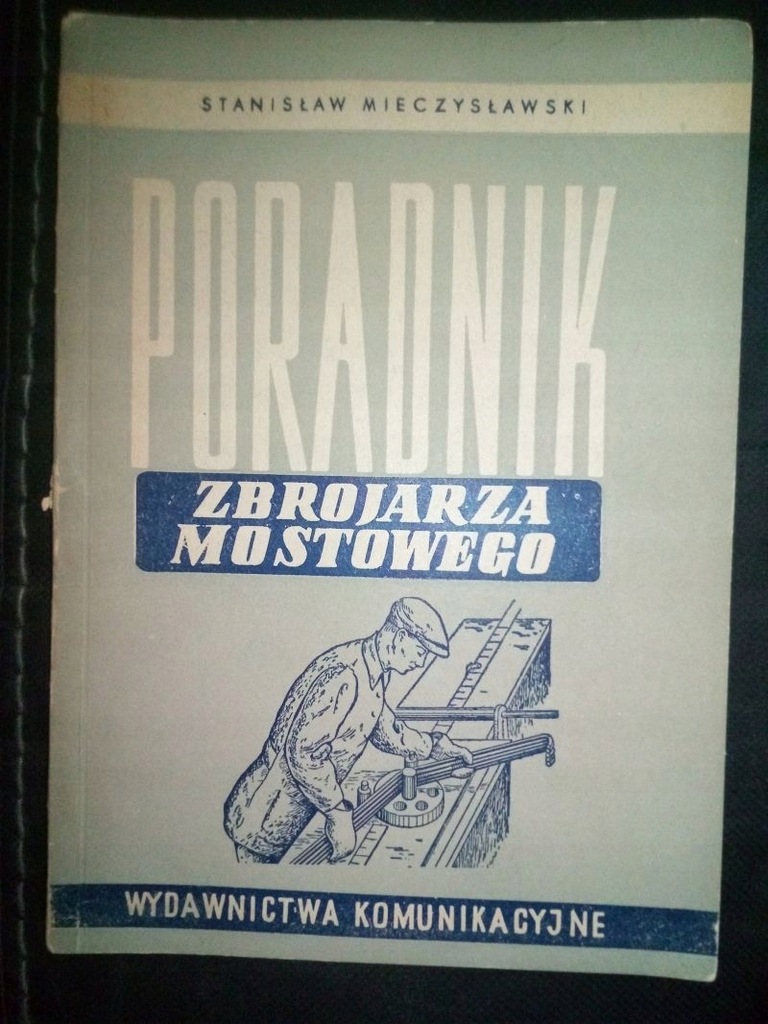 STANISŁAW MIECZYSŁAWSKI
PORADNIK
ZBROJARZA
MOSTOWEGO
WYDAWNICTWA KOMUNIKACYJNE